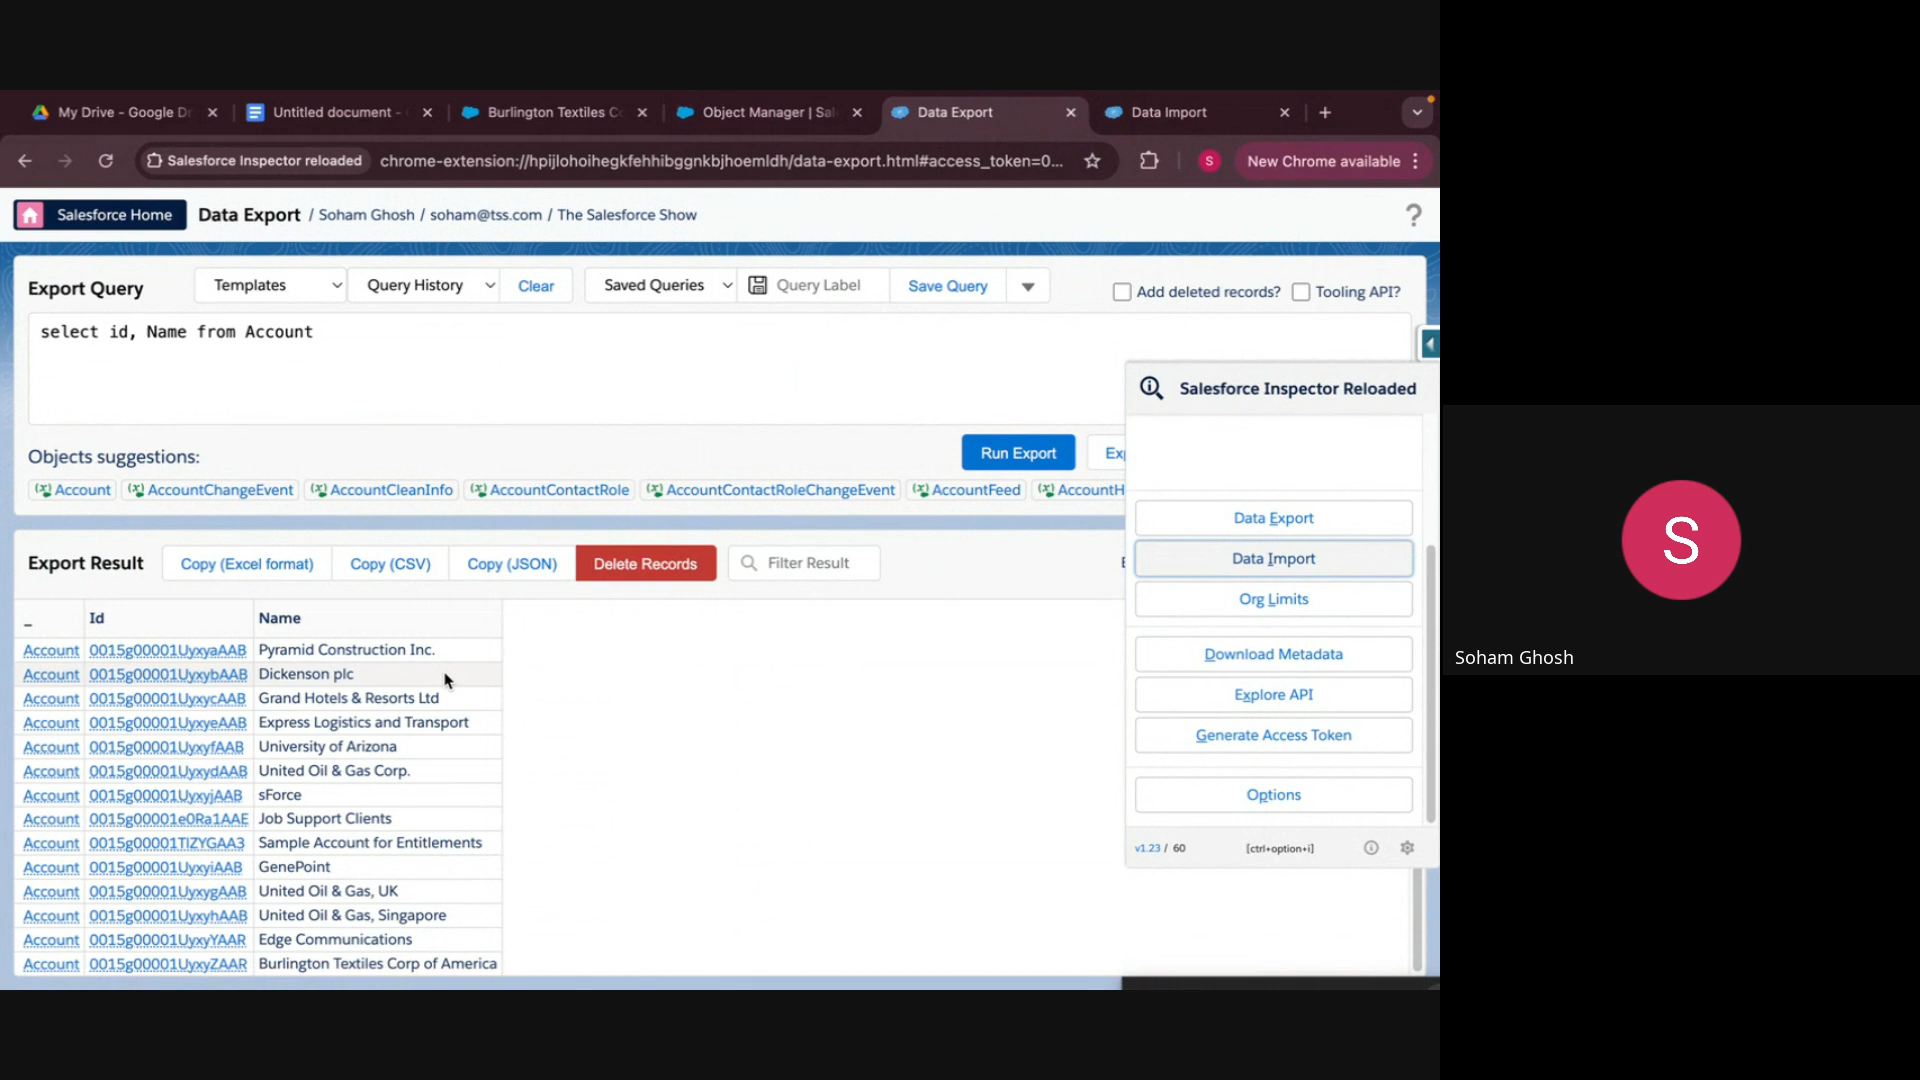 My Drive - Google Dr
Untitled document -
Burlington Textiles C
Object Manager | Sal
Data Export
Data Import
Salesforce Inspector reloaded
chrome-extension://hpijlohoihegkfehhibggnkbjhoemldh/data-export.html#access_token=0...
S
New Chrome available
Salesforce Home
Data Export / Soham Ghosh / soham@tss.com / The Salesforce Show
?
Export Query
Templates
Query History
Clear
Saved Queries
Query Label
Save Query
Add deleted records?
Tooling API?
select id, Name from Account
Salesforce Inspector Reloaded
Objects suggestions:
Run Export
Exp
Account
AccountChangeEvent
AccountCleanInfo
AccountContactRole
AccountContactRoleChangeEvent
AccountFeed
AccountH
Data Export
Data Import
Org Limits
Download Metadata
Explore API
Generate Access Token
Options
v1.23 / 60
[ctrl+option+i]
Export Result
Copy (Excel format)
Copy (CSV)
Copy (JSON)
Delete Records
Filter Result
_ Id Name
Account 0015g00001UyxyaAAB Pyramid Construction Inc.
Account 0015g00001UyxybAAB Dickenson plc
Account 0015g00001UyxycAAB Grand Hotels & Resorts Ltd
Account 0015g00001UyxyeAAB Express Logistics and Transport
Account 0015g00001UyxyfAAB University of Arizona
Account 0015g00001UyxydAAB United Oil & Gas Corp.
Account 0015g00001UyxyjAAB sForce
Account 0015g00001e0Ra1AAE Job Support Clients
Account 0015g00001TIZYGAA3 Sample Account for Entitlements
Account 0015g00001UyxyiAAB GenePoint
Account 0015g00001UyxygAAB United Oil & Gas, UK
Account 0015g00001UyxyhAAB United Oil & Gas, Singapore
Account 0015g00001UyxyYAAR Edge Communications
Account 0015g00001UyxyZAAR Burlington Textiles Corp of America
S
Soham Ghosh